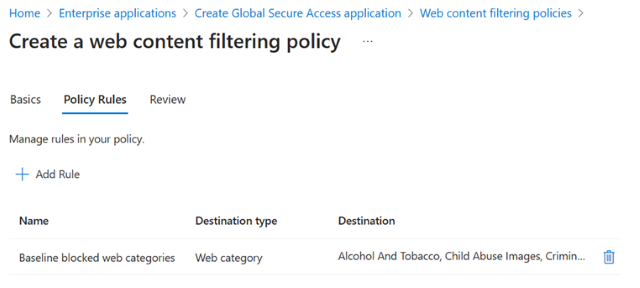 Home > Enterprise applications > Create Global Secure Access application > Web content filtering policies >
Create a web content filtering policy ...
Basics Policy Rules Review
Manage rules in your policy.
+ Add Rule
Name Destination type Destination
Baseline blocked web categories Web category Alcohol And Tobacco, Child Abuse Images, Crimin...